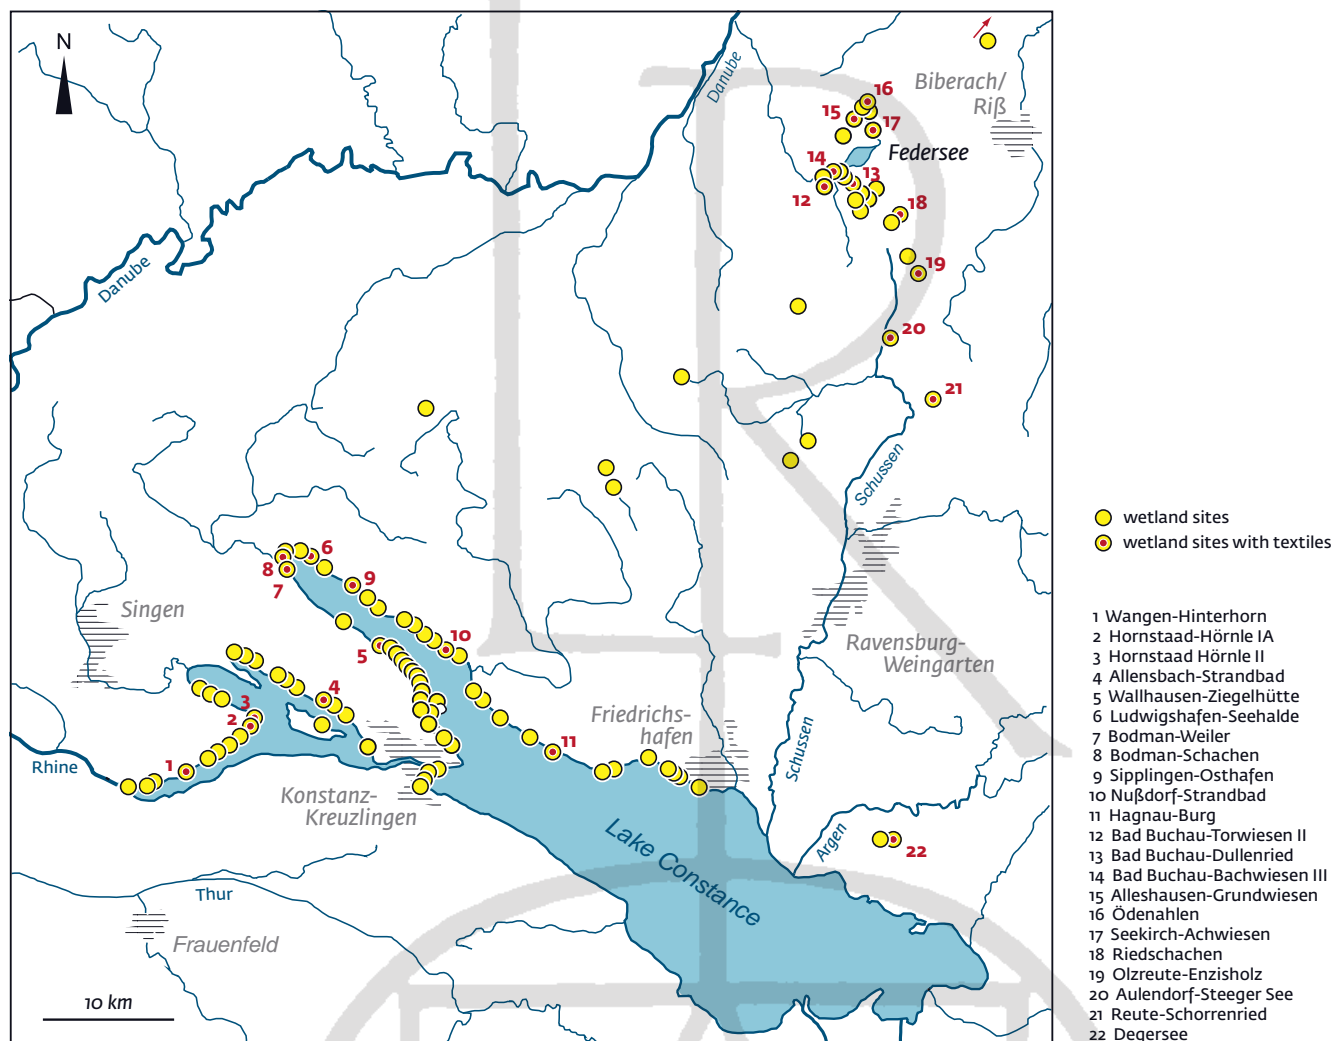 N
Danube
Biberach/
Riß
16
15
17
Federsee
14
13
12
18
Danube
19
20
21
Schussen
6
8
7
9
Singen
10
5
Ravensburg-
Weingarten
4
3
2
Friedrichs-
hafen
11
Schussen
Rhine
1
Konstanz-
Kreuzlingen
Lake Constance
Argen
22
Thur
Frauenfeld
10 km
wetland sites
wetland sites with textiles
1 Wangen-Hinterhorn
2 Hornstaad-Hörnle IA
3 Hornstaad Hörnle II
4 Allensbach-Strandbad
5 Wallhausen-Ziegelhütte
6 Ludwigshafen-Seehalde
7 Bodman-Weiler
8 Bodman-Schachen
9 Sipplingen-Osthafen
10 Nußdorf-Strandbad
11 Hagnau-Burg
12 Bad Buchau-Torwiesen II
13 Bad Buchau-Dullenried
14 Bad Buchau-Bachwiesen III
15 Alleshausen-Grundwiesen
16 Ödenahlen
17 Seekirch-Achwiesen
18 Riedschachen
19 Olzreute-Enzisholz
20 Aulendorf-Steeger See
21 Reute-Schorrenried
22 Degersee